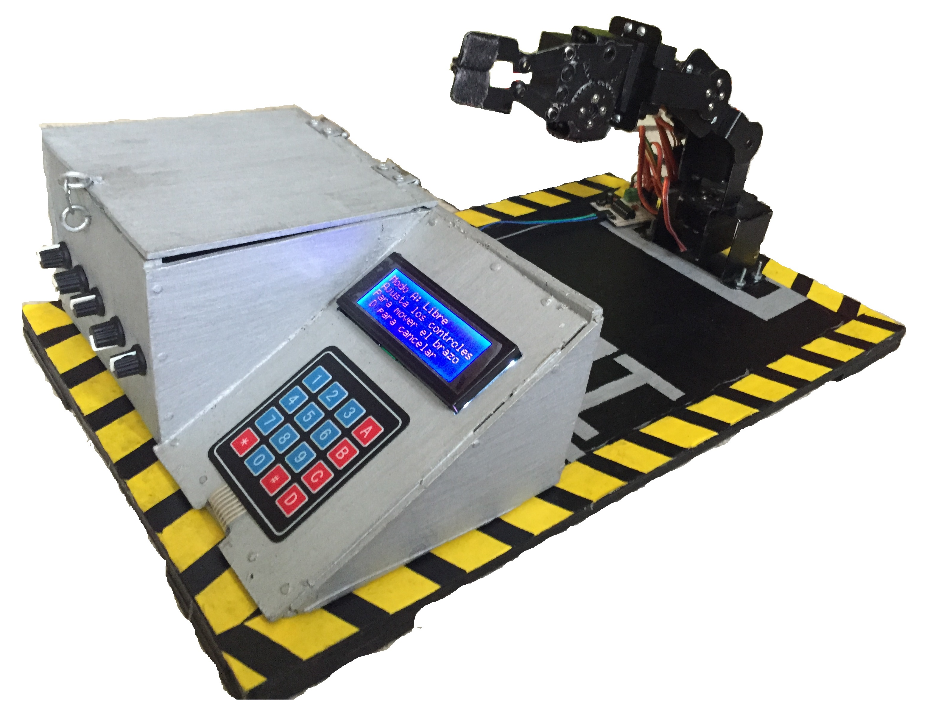 Modo A: Libre
Ajusta los controles
Para mover el brazo
D:Para cancelar
1 2 3 A
4 5 6 B
7 8 9 C
* 0 # D